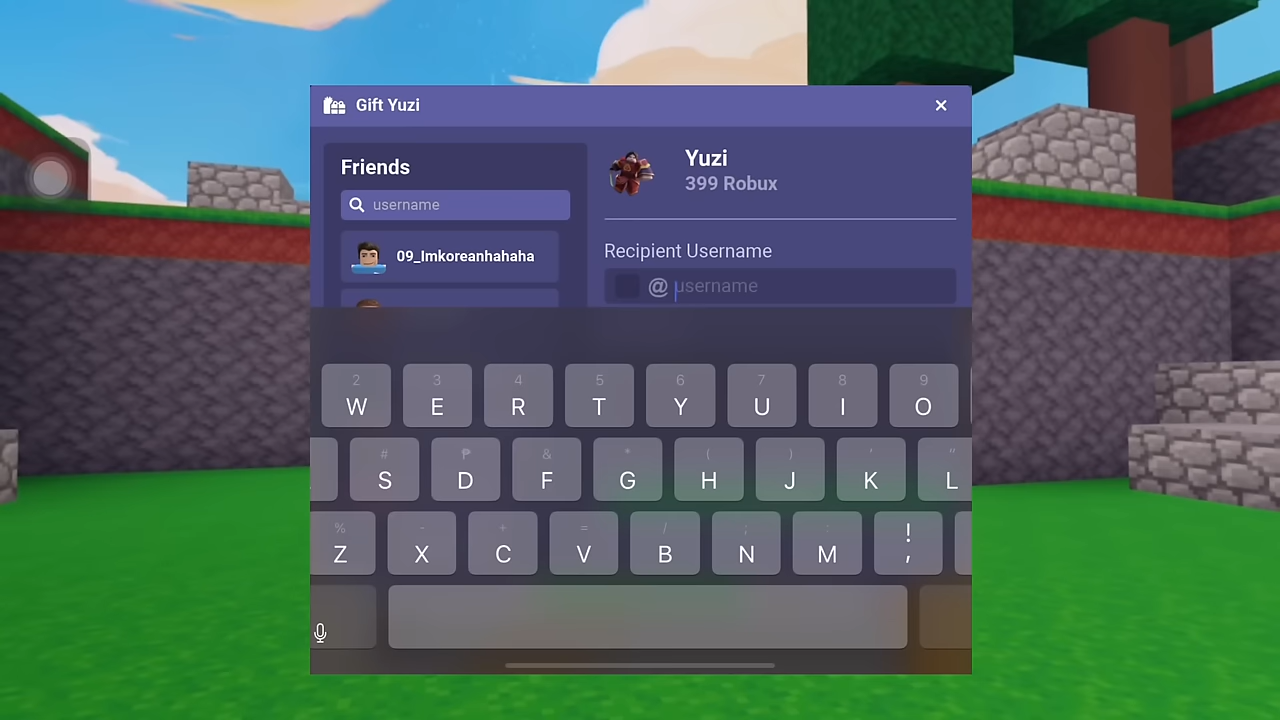 Gift Yuzi
Friends
username
09_Imkoreanhahaha
Yuzi
399 Robux
Recipient Username
@ username
2 3 4 5 6 7 8 9
W E R T Y U I O
# ₱ & * ( ) ' "
S D F G H J K L
% - + = / ; : !
Z X C V B N M ,